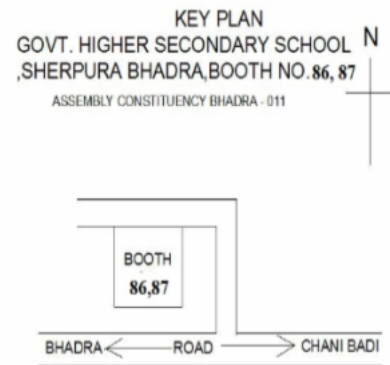 KEY PLAN
GOVT. HIGHER SECONDARY SCHOOL
,SHERPURA BHADRA,BOOTH NO.86, 87
N
ASSEMBLY CONSTITUENCY BHADRA - 011
BOOTH
86,87
BHADRA ROAD CHANI BADI